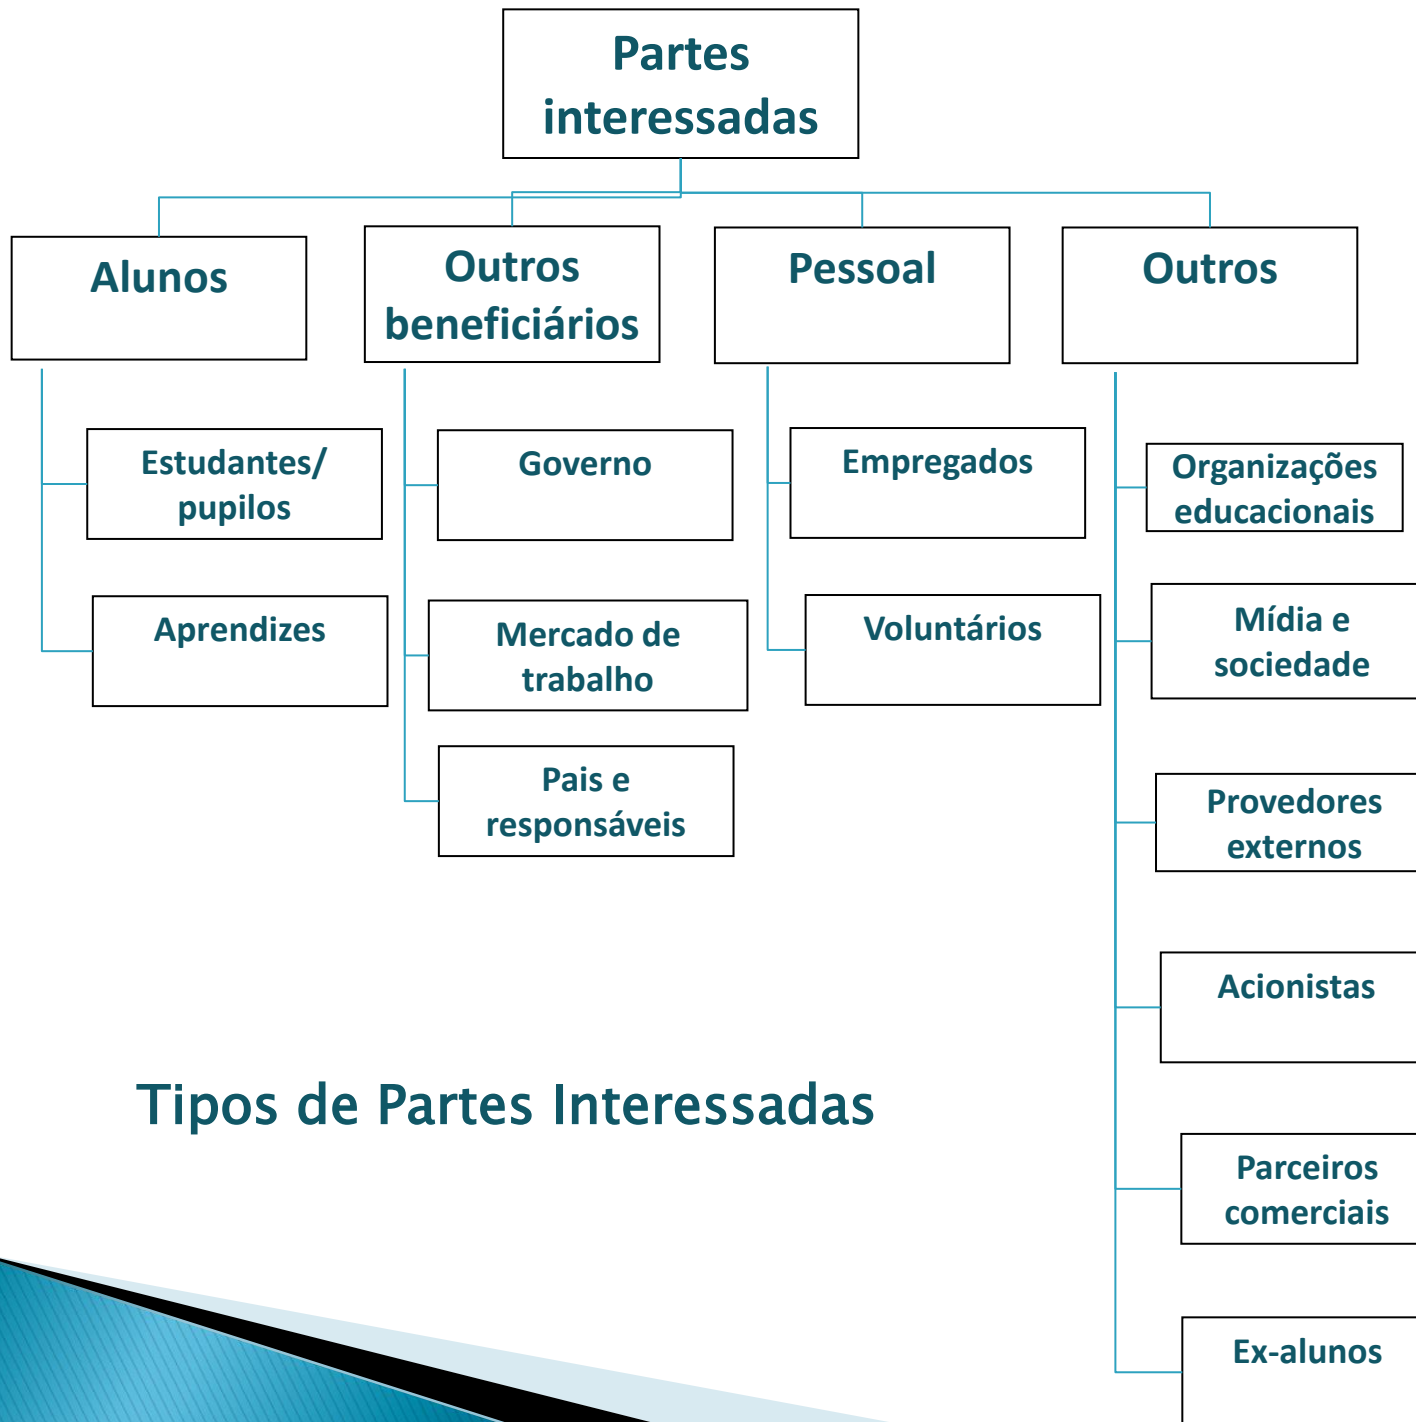 Partes
interessadas
Alunos
Outros
beneficiários
Pessoal
Outros
Estudantes/
pupilos
Aprendizes
Governo
Mercado de
trabalho
Pais e
responsáveis
Empregados
Voluntários
Organizações
educacionais
Mídia e
sociedade
Provedores
externos
Acionistas
Parceiros
comerciais
Ex-alunos
Tipos de Partes Interessadas